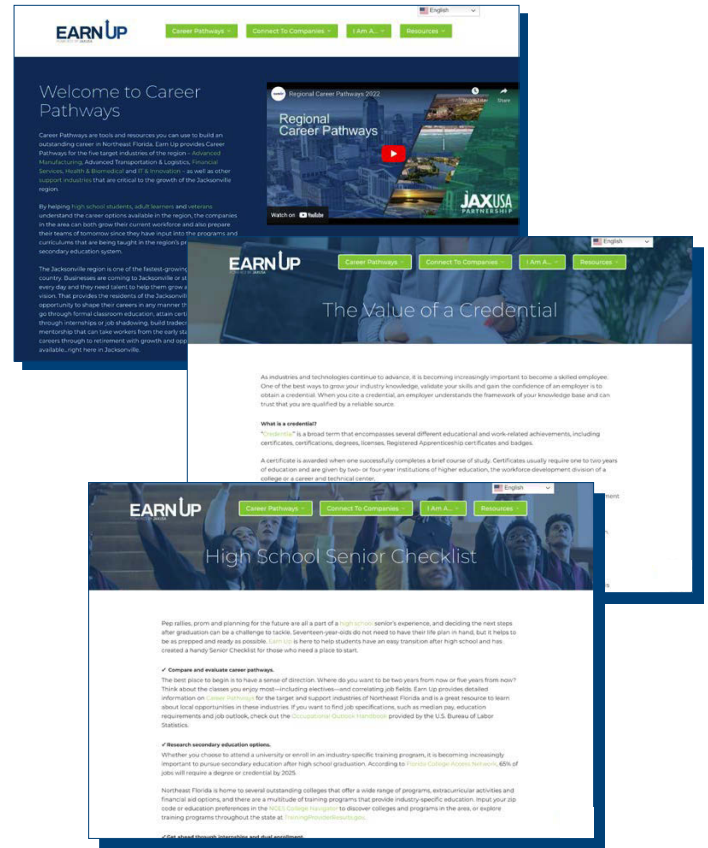 English
EARN UP
Career Pathways
Connect To Companies
I Am A...
Resources
Welcome to Career
Pathways
Career Pathways are tools and resources you can use to build an
outstanding career in Northeast Florida. Earn Up provides Career
Pathways for the five target industries of the region – Advanced
Manufacturing, Advanced Transportation & Logistics, Financial
Services, Health & Biomedical and IT & Innovation – as well as other
support industries that are critical to the growth of the Jacksonville
region.
By helping high school students, adult learners and veterans
understand the career options available in the region, the companies
in the area can both grow their current workforce and also prepare
their teams of tomorrow since they have input into the programs and
curriculums that are being taught in the region's
secondary education system.
The Jacksonville region is one of the fastest-growing
country. Businesses are coming to Jacksonville or
every day and they need talent to help them grow
vision. That provides the residents of the
opportunity to shape their careers in any manner
go through formal classroom education, attain
through internships or job shadowing, build
mentorship that can take workers from the early
careers through to retirement with growth and
available...right here in Jacksonville.
Regional Career Pathways 2022
Share
Regional
Career Pathways
JAXUSA
PARTNERSHIP
Watch on YouTube
English
EARN UP
Career Pathways
Connect To Companies
I Am A...
Resources
The Value of a Credential
As industries and technologies continue to advance, it is becoming increasingly important to become a skilled employee.
One of the best ways to grow your industry knowledge, validate your skills and gain the confidence of an employer is to
obtain a credential. When you cite a credential, an employer understands the framework of your knowledge base and can
trust that you are qualified by a reliable source.
What is a credential?
"Credential" is a broad term that encompasses several different educational and work-related achievements, including
certificates, certifications, degrees, licenses, Registered Apprenticeship certificates and badges.
A certificate is awarded when one successfully completes a brief course of study. Certificates usually require one to two years
of education and are given by two- or four-year institutions of higher education, the workforce development division of a
college or a career and technical center.
English
EARN UP
Career Pathways
Connect To Companies
I Am A...
Resources
High School Senior Checklist
Pep rallies, prom and planning for the future are all a part of a high school senior's experience, and deciding the next steps
after graduation can be a challenge to tackle. Seventeen-year-olds do not need to have their life plan in hand, but it helps to
be as prepped and ready as possible. Earn Up is here to help students have an easy transition after high school and has
created a handy Senior Checklist for those who need a place to start.
✓ Compare and evaluate career pathways.
The best place to begin is to have a sense of direction. Where do you want to be two years from now or five years from now?
Think about the classes you enjoy most—including electives—and correlating job fields. Earn Up provides detailed
information on Career Pathways for the target and support industries of Northeast Florida and is a great resource to learn
about local opportunities in these industries. If you want to find job specifications, such as median pay, education
requirements and job outlook, check out the Occupational Outlook Handbook provided by the U.S. Bureau of Labor
Statistics.
✓ Research secondary education options.
Whether you choose to attend a university or enroll in an industry-specific training program, it is becoming increasingly
important to pursue secondary education after high school graduation. According to Florida College Access Network, 65% of
jobs will require a degree or credential by 2025.
Northeast Florida is home to several outstanding colleges that offer a wide range of programs, extracurricular activities and
financial aid options, and there are a multitude of training programs that provide industry-specific education. Input your zip
code or education preferences in the NCES College Navigator to discover colleges and programs in the area, or explore
training programs throughout the state at TrainingProviderResults.gov.
✓ Get ahead through internships and dual enrollment.